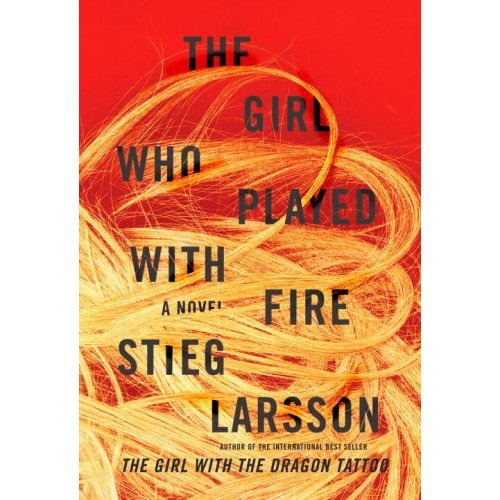 THE
GIRL
WHO
PLAYED
WITH
FIRE
A NOVEL
STIEG
LARSSON
AUTHOR OF THE INTERNATIONAL BEST SELLER
THE GIRL WITH THE DRAGON TATTOO